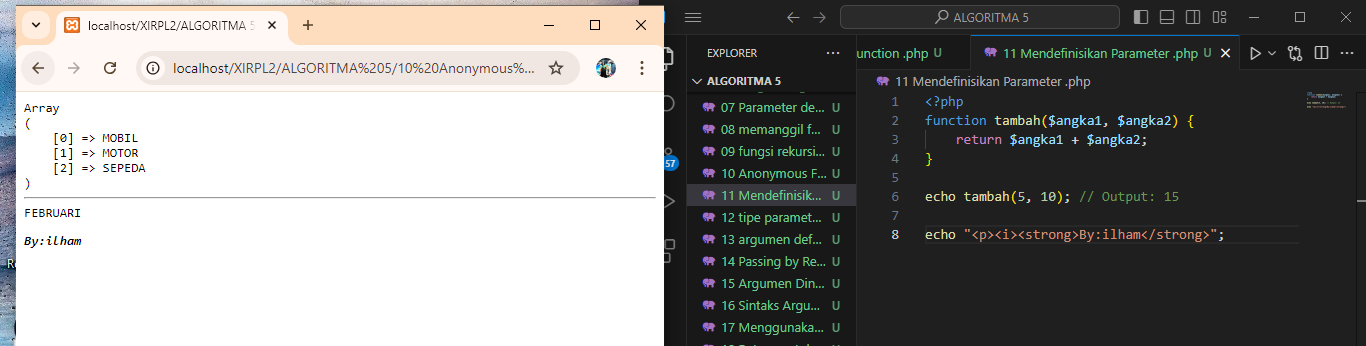 localhost/XIRPL2/ALGORITMA 5
localhost/XIRPL2/ALGORITMA%205/10%20Anonymous%...
Array
(
[0] => MOBIL
[1] => MOTOR
[2] => SEPEDA
)
FEBRUARI
By:ilham
ALGORITMA 5
EXPLORER
ALGORITMA 5
07 Parameter de... U
08 memanggil f... U
09 fungsi rekursi... U
10 Anonymous F... U
11 Mendefinisik... U
12 tipe paramet... U
13 argumen def... U
14 Passing by Re... U
15 Argumen Din... U
16 Sintaks Argu... U
17 Menggunaka... U
57
unction .php U
11 Mendefinisikan Parameter .php U
11 Mendefinisikan Parameter .php
1 <?php
2 function tambah($angka1, $angka2) {
3 return $angka1 + $angka2;
4 }
5
6 echo tambah(5, 10); // Output: 15
7
8 echo "<p><i><strong>By:ilham</strong>";